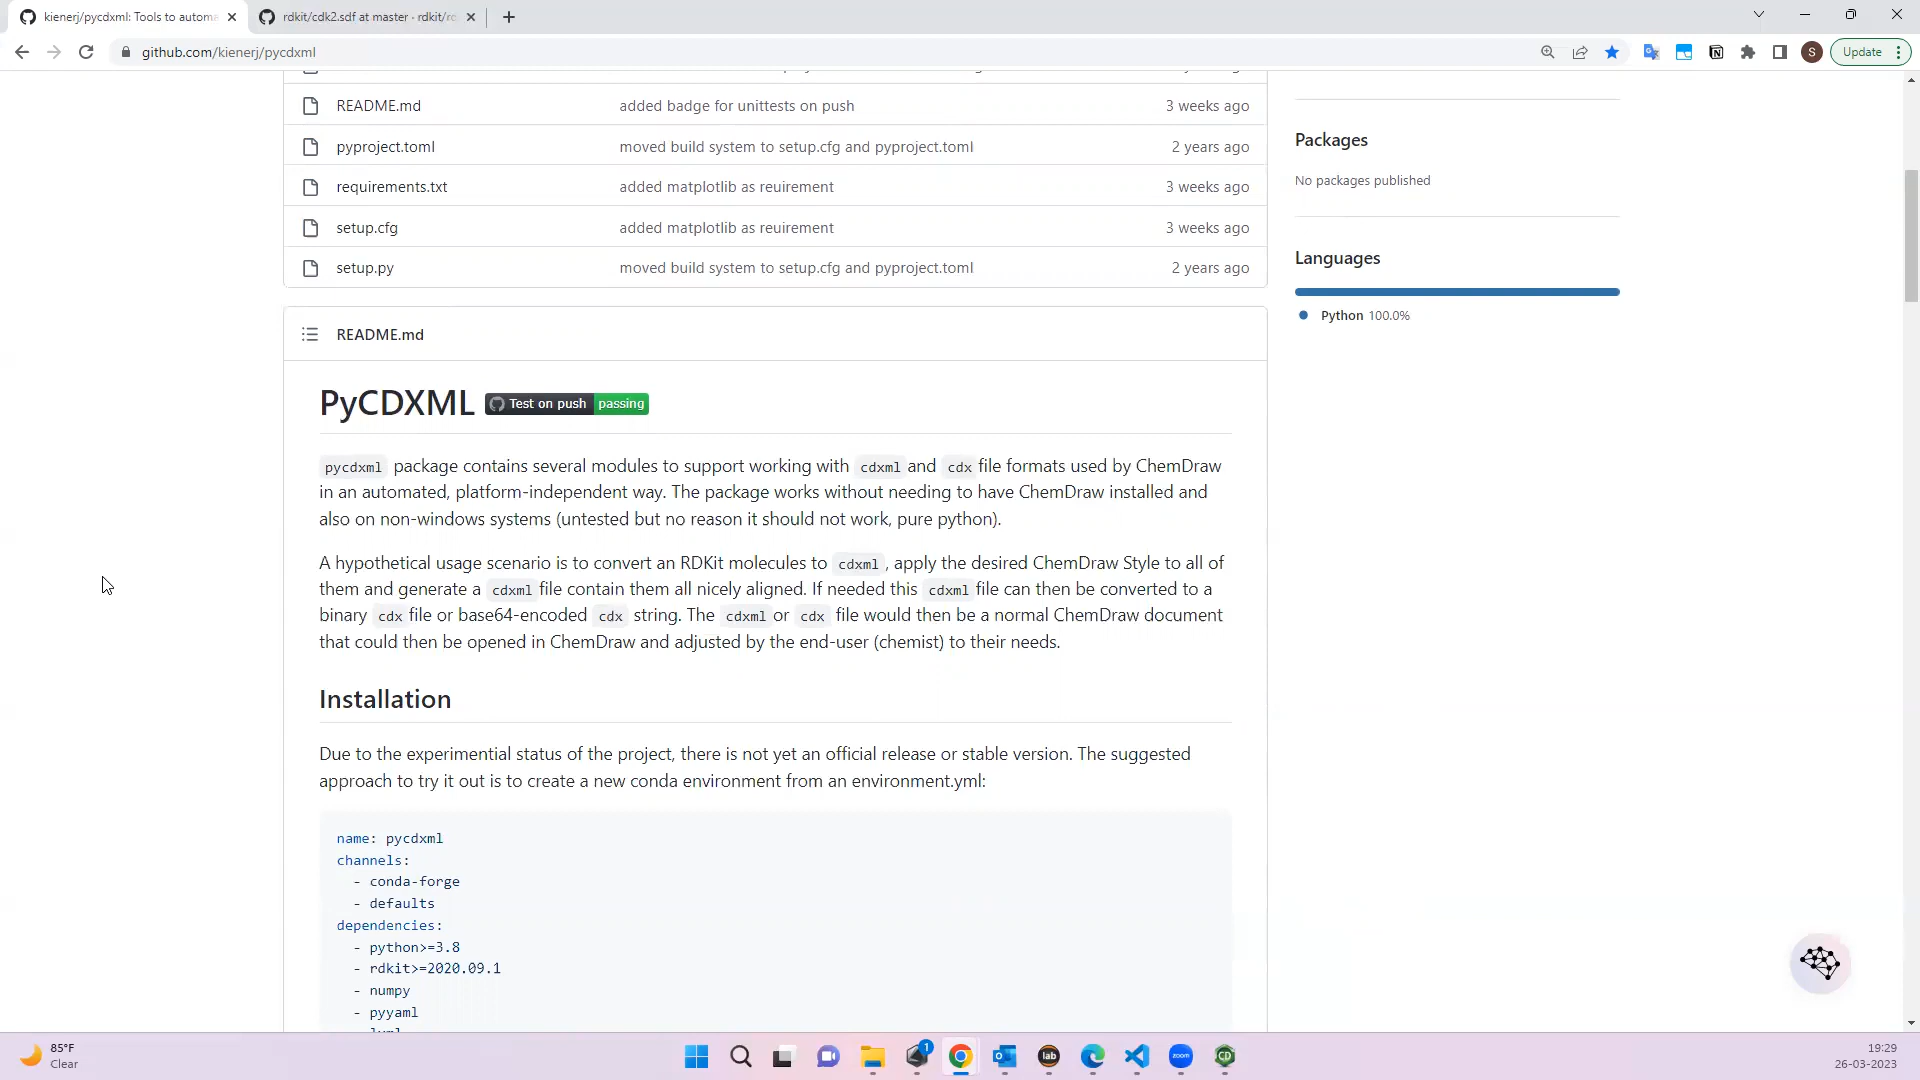 kienerj/pycdxml: Tools to automa
rdkit/cdk2.sdf at master · rdkit/rd
github.com/kienerj/pycdxml
S
Update
README.md added badge for unittests on push 3 weeks ago
pyproject.toml moved build system to setup.cfg and pyproject.toml 2 years ago
requirements.txt added matplotlib as reuirement 3 weeks ago
setup.cfg added matplotlib as reuirement 3 weeks ago
setup.py moved build system to setup.cfg and pyproject.toml 2 years ago
Packages
No packages published
Languages
Python 100.0%
README.md
PyCDXML Test on push passing
pycdxml package contains several modules to support working with cdxml and cdx file formats used by ChemDraw
in an automated, platform-independent way. The package works without needing to have ChemDraw installed and
also on non-windows systems (untested but no reason it should not work, pure python).
A hypothetical usage scenario is to convert an RDKit molecules to cdxml , apply the desired ChemDraw Style to all of
them and generate a cdxml file contain them all nicely aligned. If needed this cdxml file can then be converted to a
binary cdx file or base64-encoded cdx string. The cdxml or cdx file would then be a normal ChemDraw document
that could then be opened in ChemDraw and adjusted by the end-user (chemist) to their needs.
Installation
Due to the experimential status of the project, there is not yet an official release or stable version. The suggested
approach to try it out is to create a new conda environment from an environment.yml:
name: pycdxml
channels:
- conda-forge
- defaults
dependencies:
- python>=3.8
- rdkit>=2020.09.1
- numpy
- pyyaml
85°F
Clear
1
lab
zoom
CD
19:29
26-03-2023